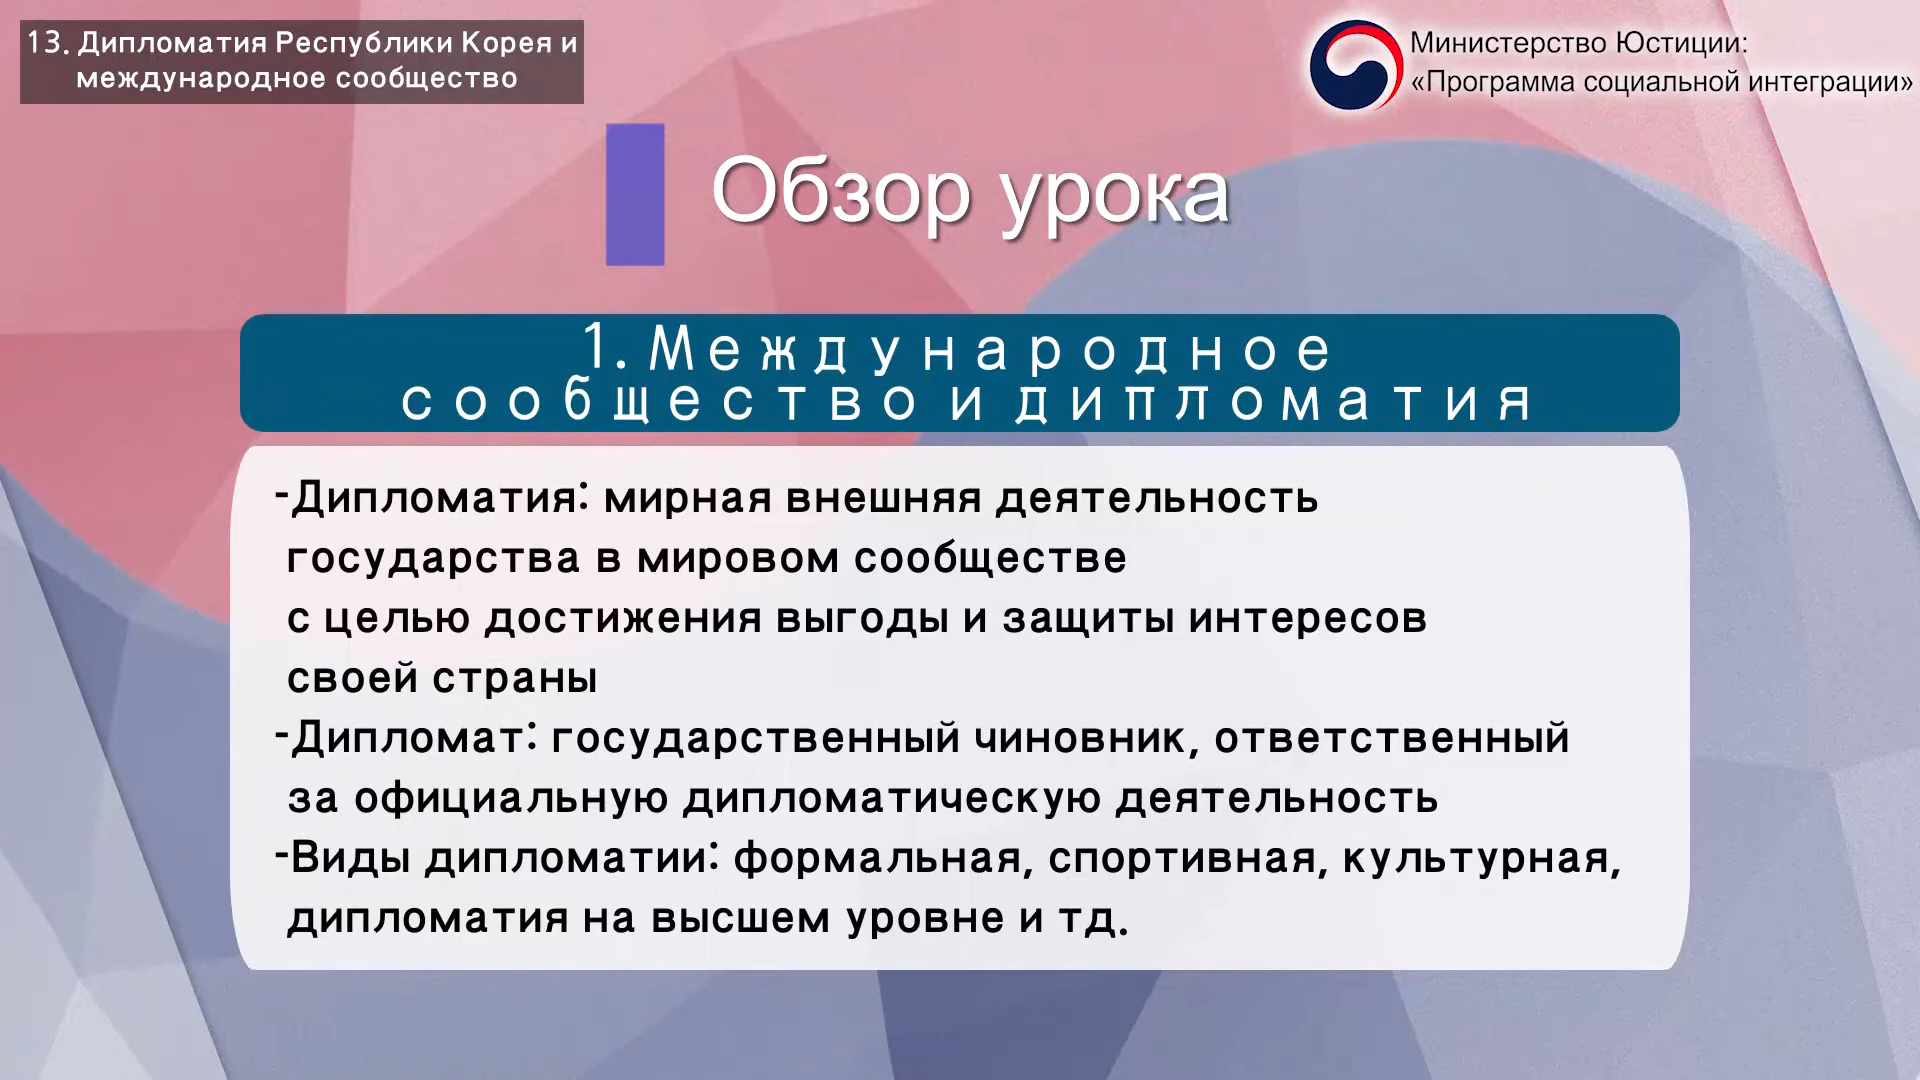 13. Дипломатия Республики Корея и
международное сообщество
Министерство Юстиции:
«Программа социальной интеграции»
Обзор урока
1. Международное
сообщество и дипломатия
-Дипломатия: мирная внешняя деятельность
государства в мировом сообществе
с целью достижения выгоды и защиты интересов
своей страны
-Дипломат: государственный чиновник, ответственный
за официальную дипломатическую деятельность
-Виды дипломатии: формальная, спортивная, культурная,
дипломатия на высшем уровне и тд.